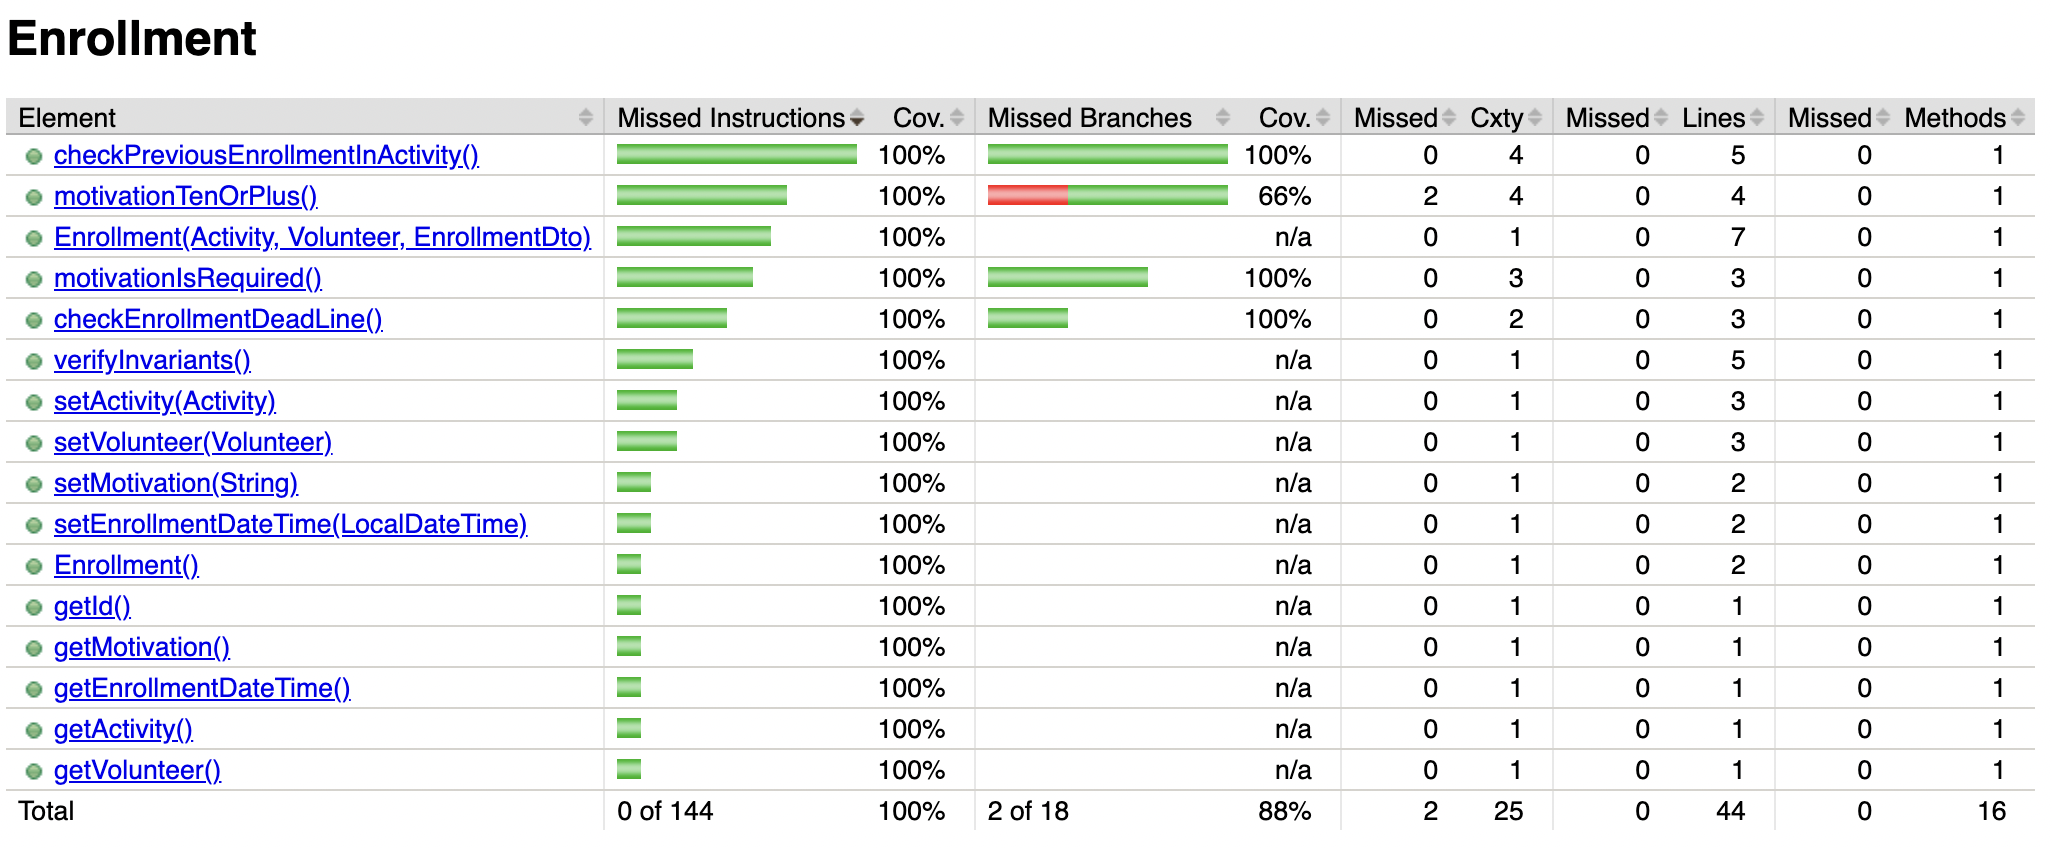 Enrollment
Element Missed Instructions Cov. Missed Branches Cov. Missed Cxty Missed Lines Missed Methods
checkPreviousEnrollmentInActivity() 100% 100% 0 4 0 5 0 1
motivationTenOrPlus() 100% 66% 2 4 0 4 0 1
Enrollment(Activity, Volunteer, EnrollmentDto) 100% n/a 0 1 0 7 0 1
motivationIsRequired() 100% 100% 0 3 0 3 0 1
checkEnrollmentDeadLine() 100% 100% 0 2 0 3 0 1
verifyInvariants() 100% n/a 0 1 0 5 0 1
setActivity(Activity) 100% n/a 0 1 0 3 0 1
setVolunteer(Volunteer) 100% n/a 0 1 0 3 0 1
setMotivation(String) 100% n/a 0 1 0 2 0 1
setEnrollmentDateTime(LocalDateTime) 100% n/a 0 1 0 2 0 1
Enrollment() 100% n/a 0 1 0 2 0 1
getId() 100% n/a 0 1 0 1 0 1
getMotivation() 100% n/a 0 1 0 1 0 1
getEnrollmentDateTime() 100% n/a 0 1 0 1 0 1
getActivity() 100% n/a 0 1 0 1 0 1
getVolunteer() 100% n/a 0 1 0 1 0 1
Total 0 of 144 100% 2 of 18 88% 2 25 0 44 0 16